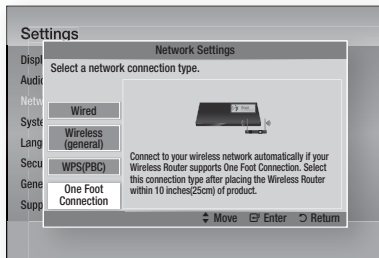 Settings
Network Settings
Displ
Select a network connection type.
Audio
Netw
Wired
Syste
Wireless
(general)
Lang
Connect to your wireless network automatically if your
Wireless Router supports One Foot Connection. Select
this connection type after placing the Wireless Router
within 10 inches(25cm) of product.
Secu
WPS(PBC)
Gene
One Foot
Connection
Supp
Move Enter Return